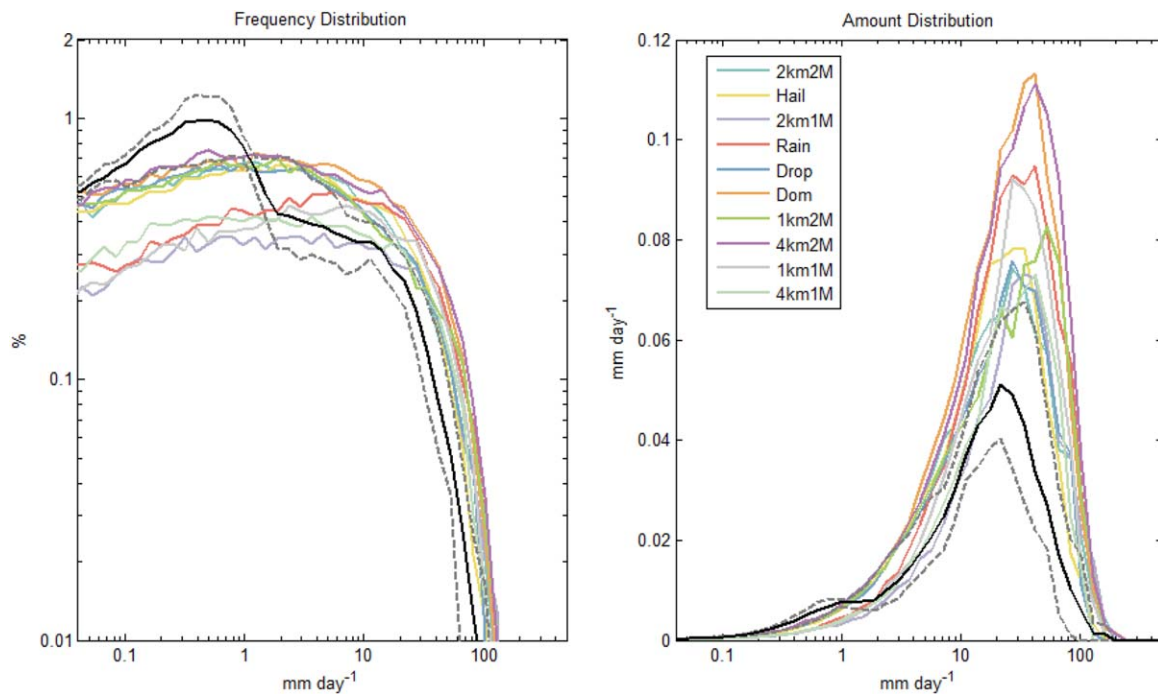 Frequency Distribution
2
1
0.1
0.01
%
0.1
1
10
100
mm day⁻¹
Amount Distribution
0.12
0.1
0.08
0.06
0.04
0.02
0
mm day⁻¹
2km2M
Hail
2km1M
Rain
Drop
Dom
1km2M
4km2M
1km1M
4km1M
0.1
1
10
100
mm day⁻¹